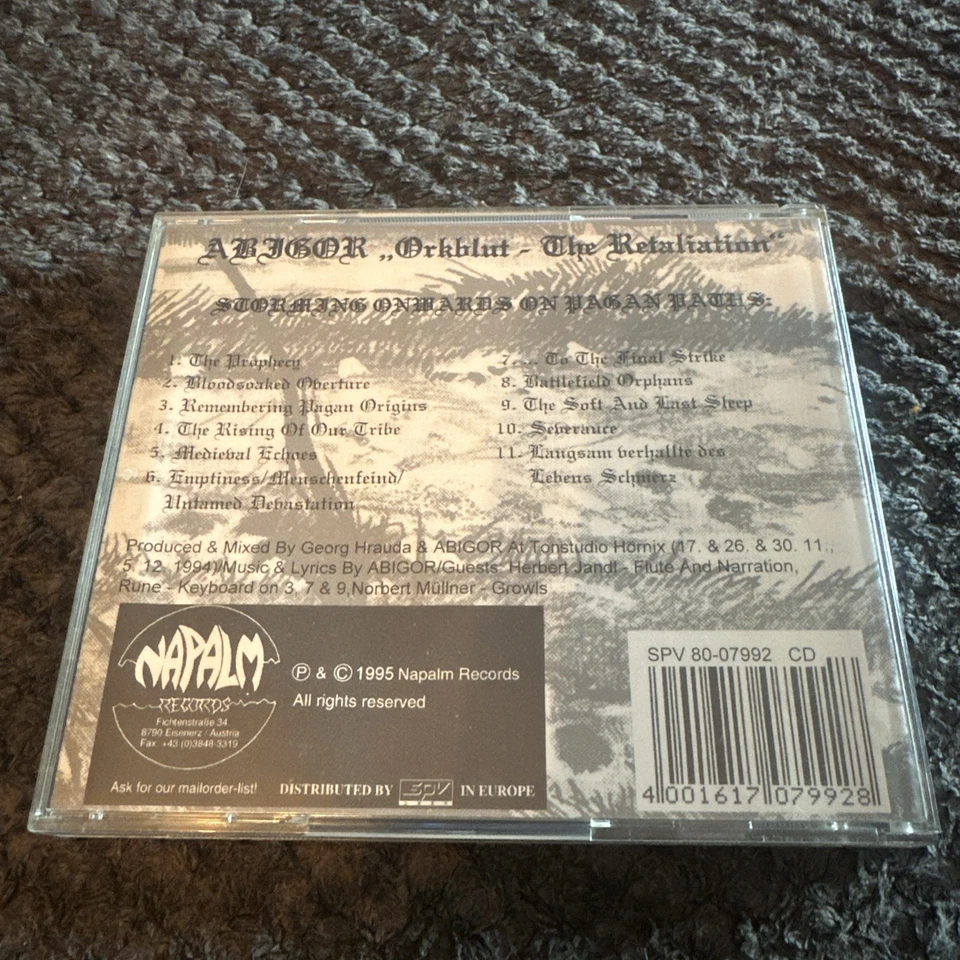 ABIGOR „Orkblut - The Retaliation“
STORMING ONWARDS ON PAGAN PATHS:
1. The Prophecy
2. Bloodsoaked Overture
3. Remembering Pagan Origins
4. The Rising Of Our Tribe
5. Medieval Echoes
6. Emptiness/Menschenfeind/
Untamed Devastation
7. ... To The Final Strike
8. Battlefield Orphans
9. The Soft And Last Sleep
10. Severance
11. Langsam verhallte des
Lebens Schmerz
Produced & Mixed By Georg Hrauda & ABIGOR At Tonstudio Hörnix (17. & 26. & 30. 11.,
5. 12. 1994)/Music & Lyrics By ABIGOR/Guests: Herbert Jandl - Flute And Narration,
Rune - Keyboard on 3, 7 & 9,Norbert Müllner - Growls
NAPALM
RECORDS
Fichtenstraße 34
8790 Eisenerz / Austria
Fax. +43 (0)3848-3319
Ⓟ & © 1995 Napalm Records
All rights reserved
Ask for our mailorder-list!
DISTRIBUTED BY SPV IN EUROPE
SPV 80-07992 CD
4 001617 079928